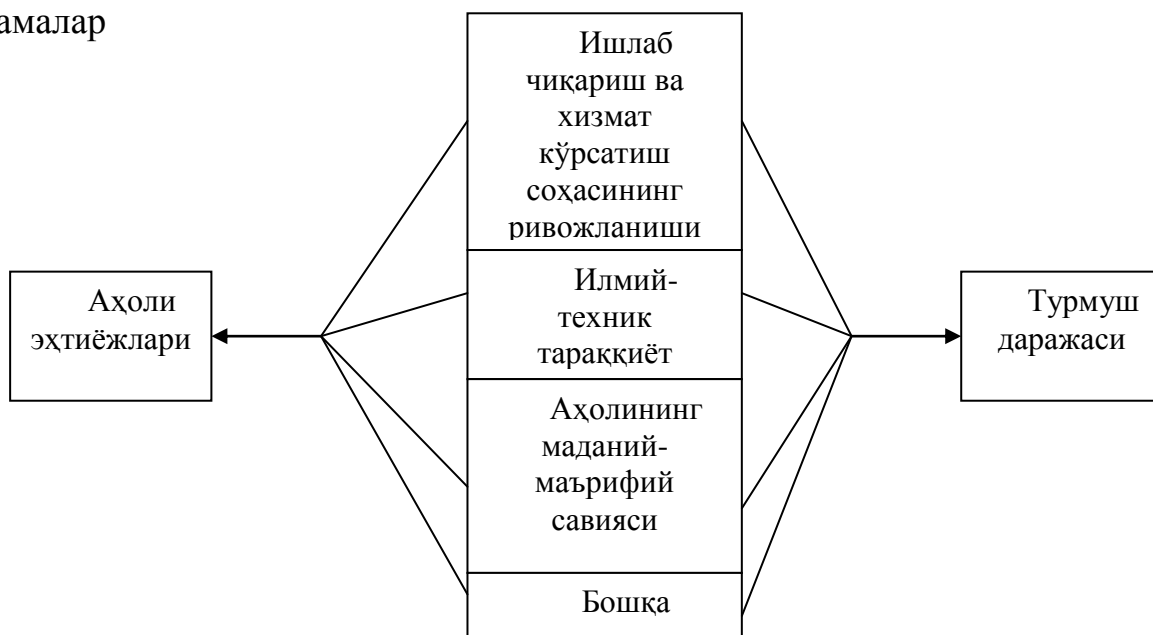 амалар
Ишлаб
чиқариш ва
хизмат
кўрсатиш
соҳасининг
ривожланиши
Аҳоли
эҳтиёжлари
Илмий-
техник
тараққиёт
Турмуш
даражаси
Аҳолининг
маданий-
маърифий
савияси
Бошқа